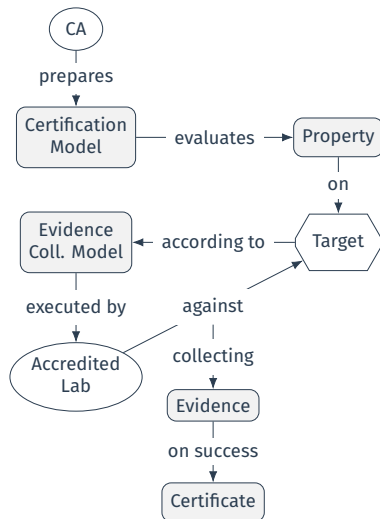 CA
prepares
Certification
Model
evaluates
Property
on
Target
according to
Evidence
Coll. Model
executed by
Accredited
Lab
against
collecting
Evidence
on success
Certificate